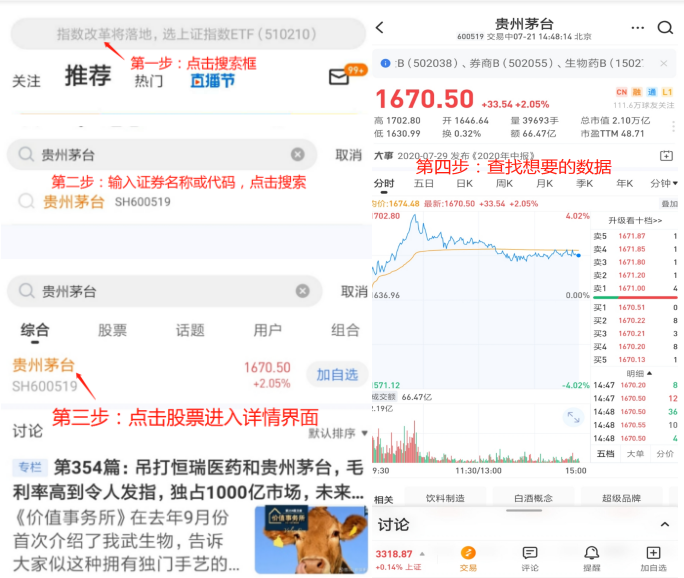 指数改革将落地，选上证指数ETF（510210）
第一步：点击搜索框
关注 推荐 热门 直播节 99+
贵州茅台 取消
第二步：输入证券名称或代码，点击搜索
贵州茅台 SH600519
贵州茅台 取消
综合 股票 话题 用户 组合
贵州茅台 1670.50 加自选
SH600519 +2.05%
第三步：点击股票进入详情界面
讨论 默认排序
专栏 第354篇：吊打恒瑞医药和贵州茅台，毛
利率高到令人发指，独占1000亿市场，未来...
《价值事务所》在去年9月份
首次介绍了我武生物，告诉
大家似这种拥有独门手艺的...
价值事务所
贵州茅台
600519 交易中07-21 14:48:14 北京
:B（502038）、券商B（502055）、生物药B（1502
1670.50 +33.54 +2.05% CN 融 通 L1
111.6万球友关注
高 1702.80 开 1646.64 量 39693手 总市值 2.10万亿
低 1630.99 换 0.32% 额 66.47亿 市盈TTM 48.71
大事 2020-07-29 发布《2020年中报》
第四步：查找想要的数据
分时 五日 日K 周K 月K 季K 年K 分钟
均价:1674.48 最新:1670.50 +33.54 +2.05% 叠加
1702.80 4.02% 升级看十档>>
卖5 1671.87 1
卖4 1671.85 1
卖3 1671.80 1
卖2 1671.20 1
卖1 1671.00 4
1636.96 0.00%
买1 1670.51 0
买2 1670.22 8
买3 1670.21 3
买4 1670.20 8
买5 1670.13 1
明细
1571.12 -4.02%
成交额 66.47亿
2.19亿
14:47 1670.20 8
14:47 1670.50 12
14:48 1670.50 36
14:48 1670.55 10
14:48 1670.50 4
9:30 11:30/13:00 15:00 五档 大单 分价
相关 饮料制造 白酒概念 超级品牌
讨论
3318.87
+0.14% 上证
交易 评论 提醒 加自选